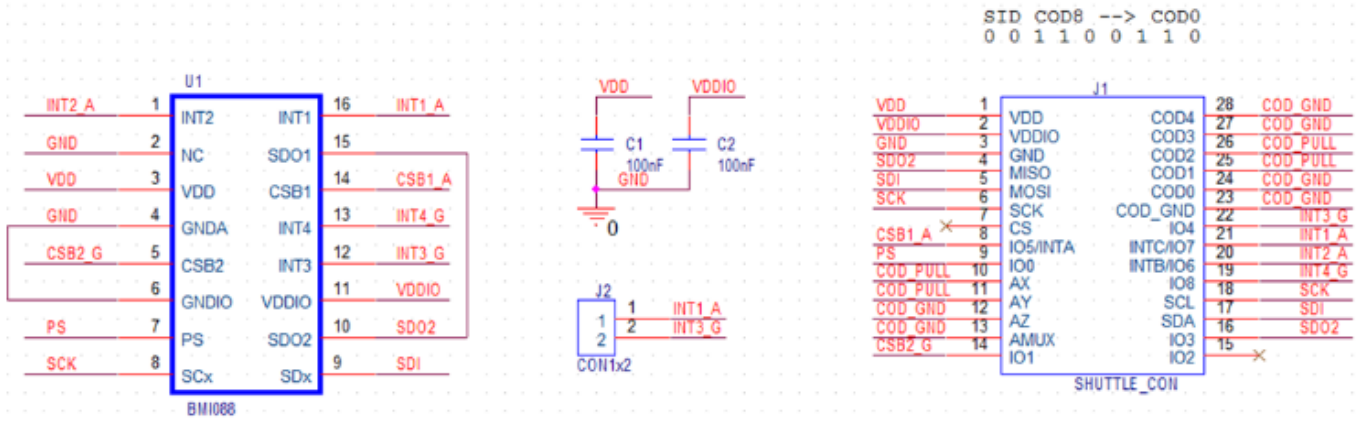 SID COD8 --> COD0
0 0 1 1 0 0 1 1 0
U1
INT2_A 1 INT2 INT1 16 INT1_A
GND 2 NC SDO1 15
VDD 3 VDD CSB1 14 CSB1_A
GND 4 GNDA INT4 13 INT4_G
CSB2_G 5 CSB2 INT3 12 INT3_G
6 GNDIO VDDIO 11 VDDIO
PS 7 PS SDO2 10 SDO2
SCK 8 SCx SDx 9 SDI
BMI088
VDD VDDIO
C1 C2
100nF 100nF
GND
0
J2
1 1 INT1_A
2 2 INT3_G
CON1x2
J1
VDD 1 VDD COD4 28 COD_GND
VDDIO 2 VDDIO COD3 27 COD_GND
GND 3 GND COD2 26 COD_PULL
SDO2 4 MISO COD1 25 COD_PULL
SDI 5 MOSI COD0 24 COD_GND
SCK 6 SCK COD_GND 23 COD_GND
7 CS IO4 22 INT3_G
CSB1_A 8 IO5/INTA INTC/IO7 21 INT1_A
PS 9 IO0 INTB/IO6 20 INT2_A
COD_PULL 10 AX IO8 19 INT4_G
COD_PULL 11 AY SCL 18 SCK
COD_GND 12 AZ SDA 17 SDI
COD_GND 13 AMUX IO3 16 SDO2
CSB2_G 14 IO1 IO2 15
SHUTTLE_CON